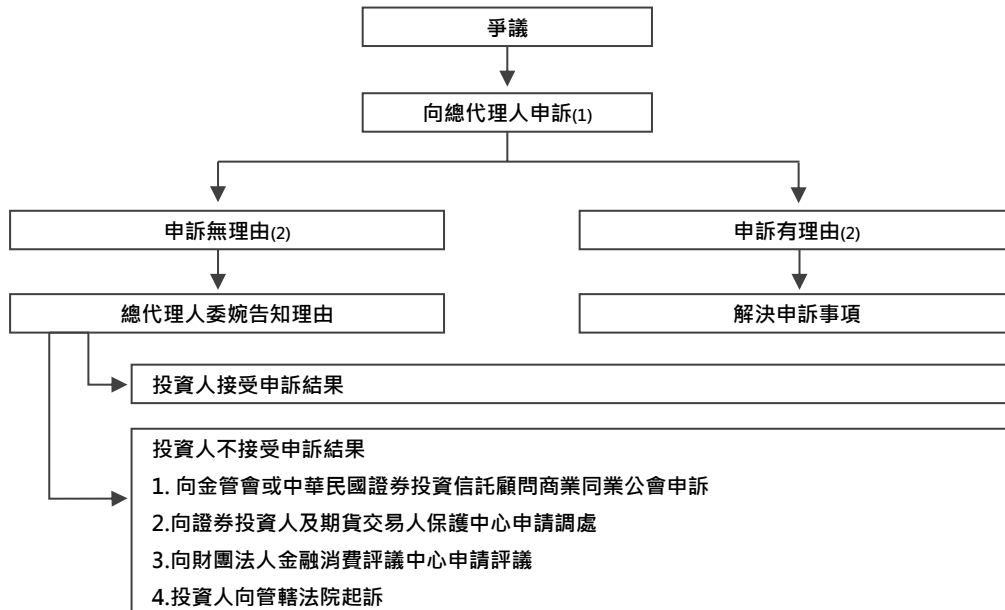 爭議
向總代理人申訴(1)
申訴無理由(2)
申訴有理由(2)
總代理人委婉告知理由
解決申訴事項
投資人接受申訴結果
投資人不接受申訴結果
1. 向金管會或中華民國證券投資信託顧問商業同業公會申訴
2.向證券投資人及期貨交易人保護中心申請調處
3.向財團法人金融消費評議中心申請評議
4.投資人向管轄法院起訴